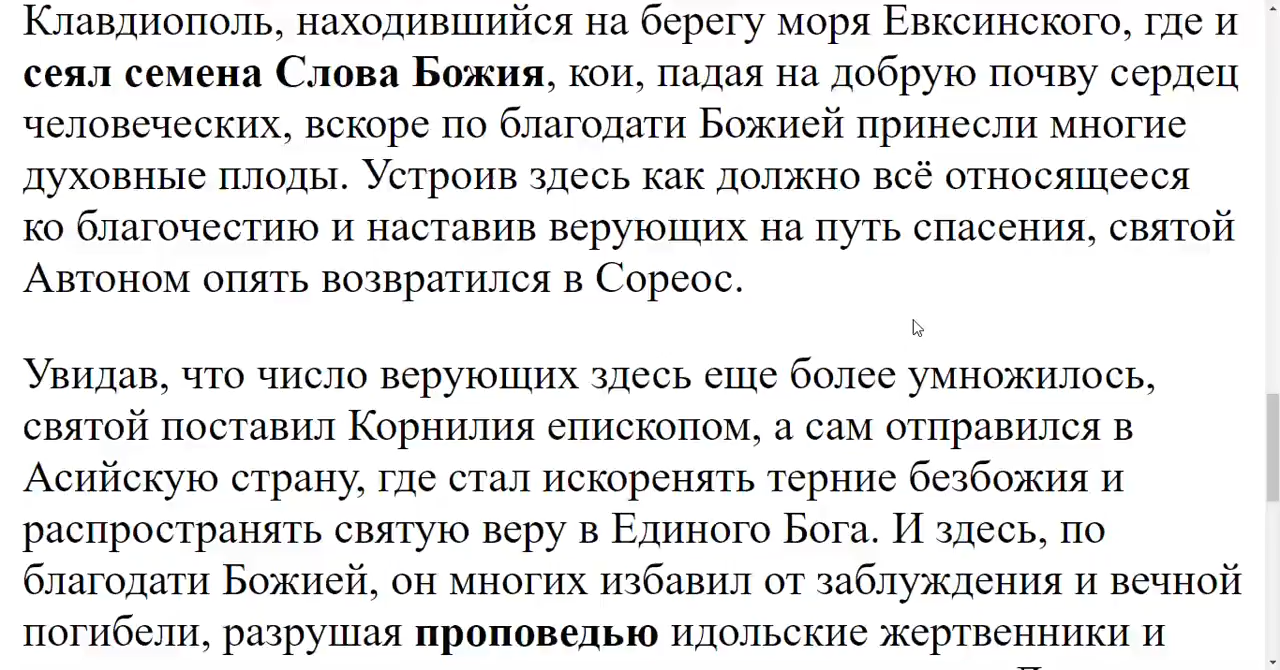 Клавдиополь, находившийся на берегу моря Евксинского, где и
сеял семена Слова Божия, кои, падая на добрую почву сердец
человеческих, вскоре по благодати Божией принесли многие
духовные плоды. Устроив здесь как должно всё относящееся
ко благочестию и наставив верующих на путь спасения, святой
Автоном опять возвратился в Сореос.
Увидав, что число верующих здесь еще более умножилось,
святой поставил Корнилия епископом, а сам отправился в
Асийскую страну, где стал искоренять терние безбожия и
распространять святую веру в Единого Бога. И здесь, по
благодати Божией, он многих избавил от заблуждения и вечной
погибели, разрушая проповедью идольские жертвенники и